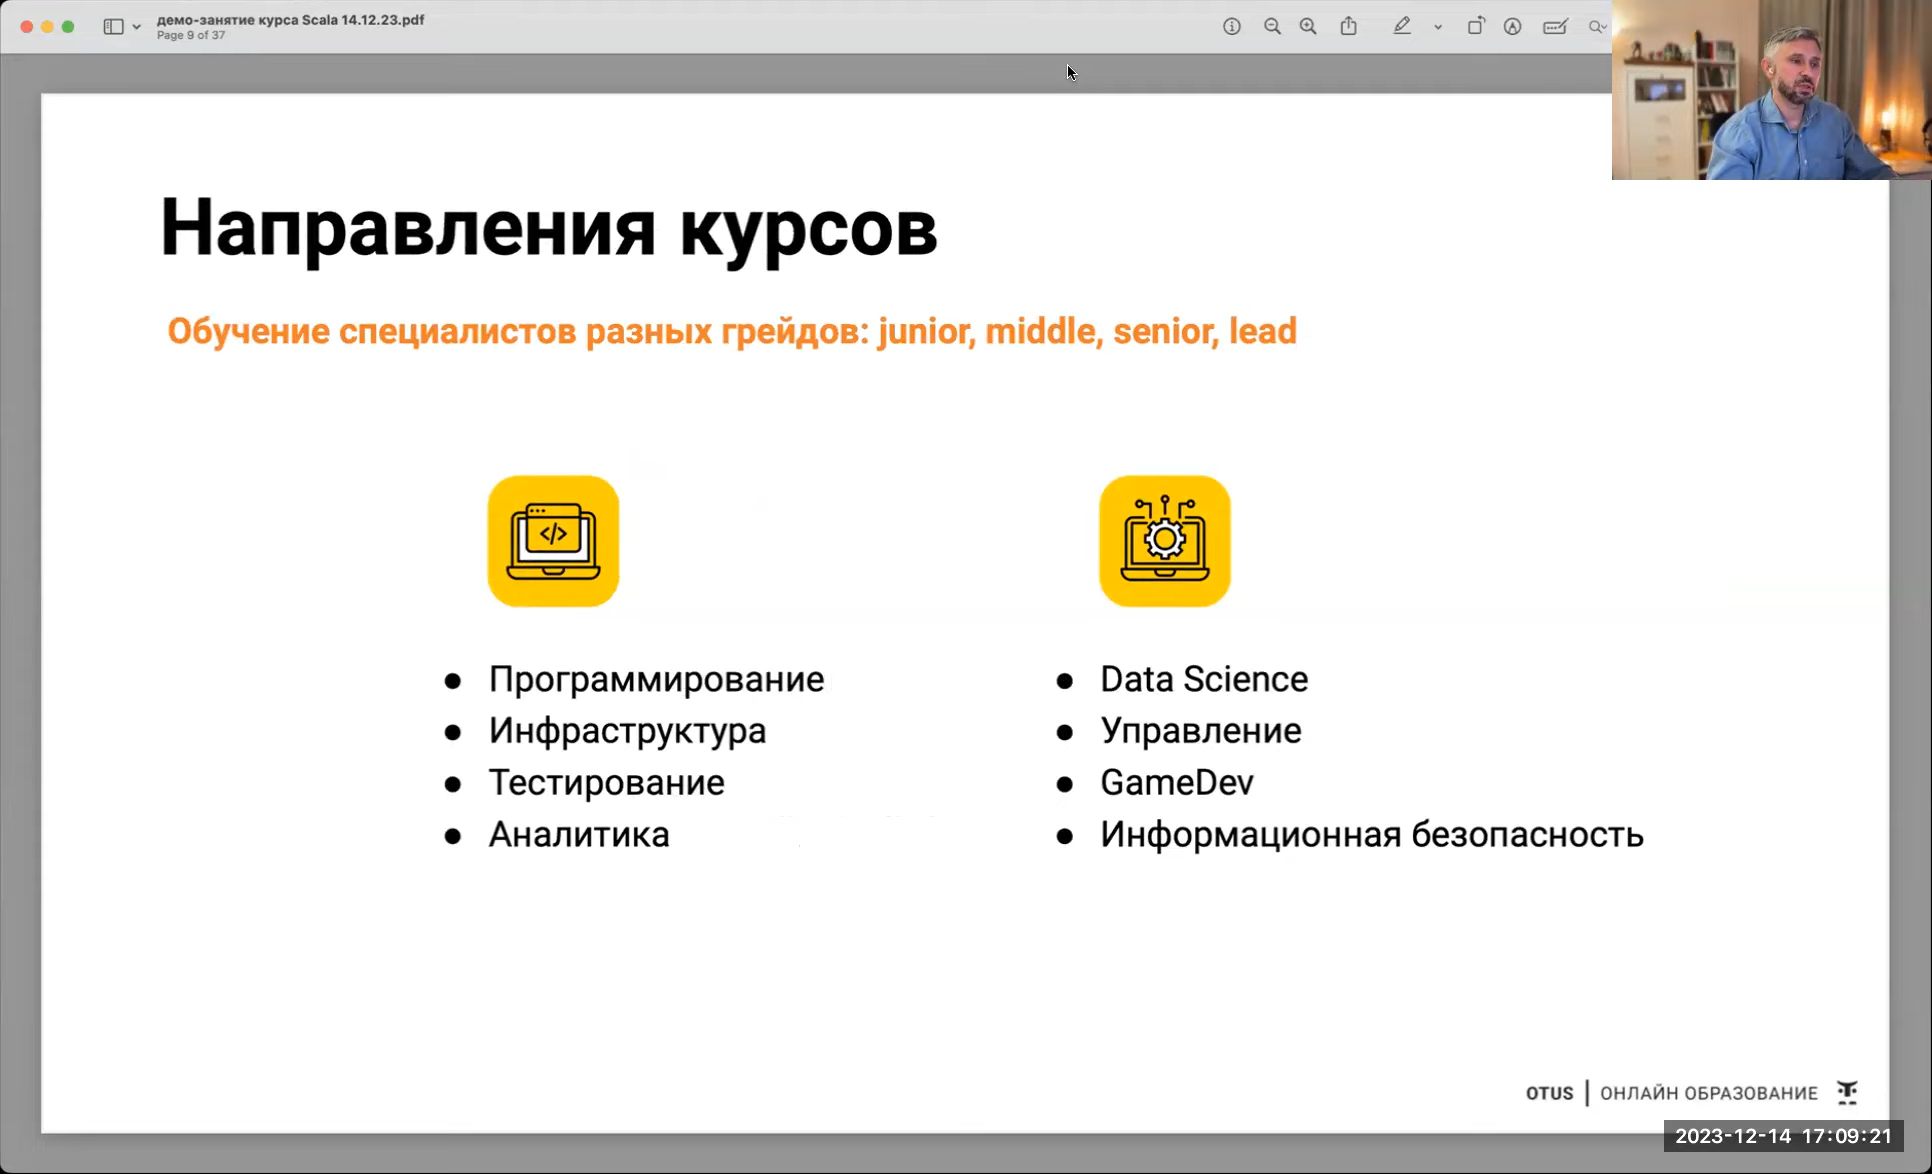 демо-занятие курса Scala 14.12.23.pdf
Page 9 of 37
Направления курсов
Обучение специалистов разных грейдов: junior, middle, senior, lead
</>
● Программирование
● Инфраструктура
● Тестирование
● Аналитика
● Data Science
● Управление
● GameDev
● Информационная безопасность
OTUS | ОНЛАЙН ОБРАЗОВАНИЕ
2023-12-14 17:09:21